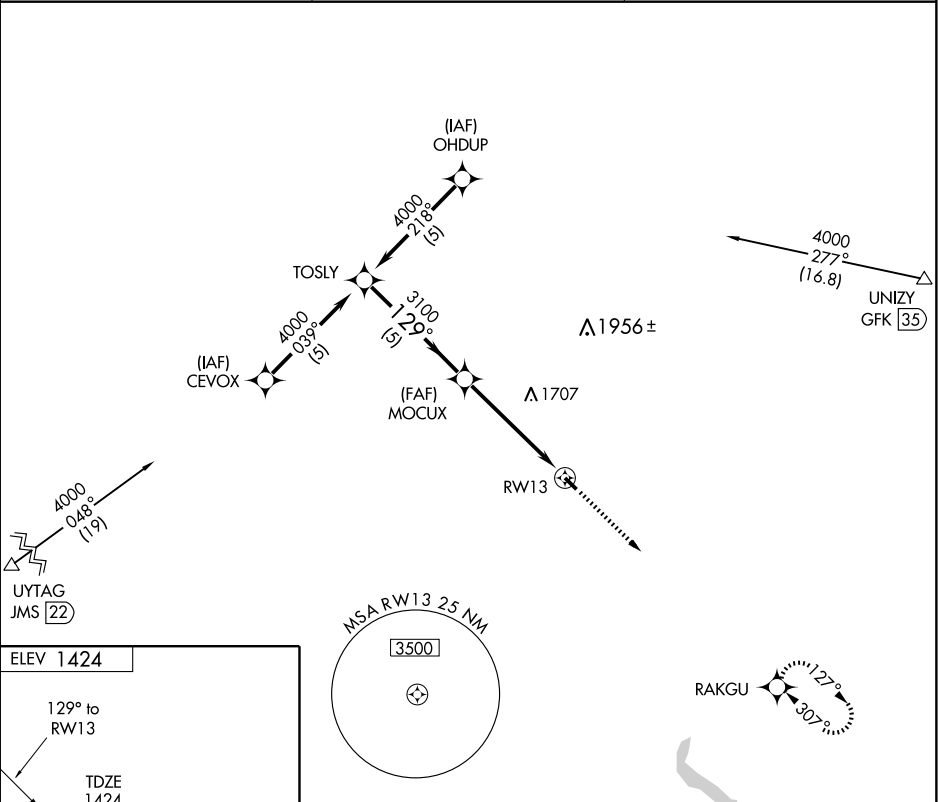 (IAF)
OHDUP
4000
218°
(5)
TOSLY
4000
277°
(16.8)
UNIZY
GFK 35
3100
129°
(5)
1956 ±
4000
039°
(5)
(IAF)
CEVOX
(FAF)
MOCUX
1707
RW13
4000
048°
(19)
UYTAG
JMS 22
MSA RW13 25 NM
3500
ELEV 1424
RAKGU
127°
307°
129° to
RW13
TDZE
1424